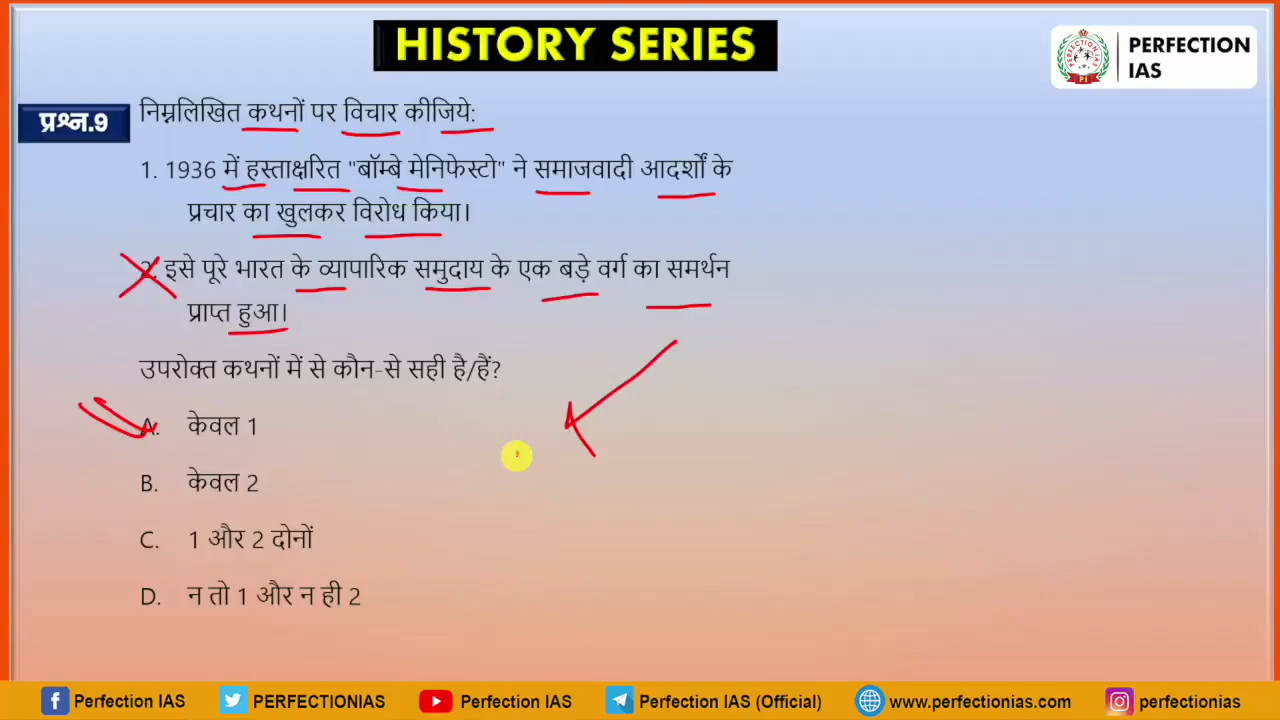 HISTORY SERIES
PERFECTION
IAS
प्रश्न.9
निम्नलिखित कथनों पर विचार कीजिये:
1. 1936 में हस्ताक्षरित "बॉम्बे मेनिफेस्टो" ने समाजवादी आदर्शों के
प्रचार का खुलकर विरोध किया।
2. इसे पूरे भारत के व्यापारिक समुदाय के एक बड़े वर्ग का समर्थन
प्राप्त हुआ।
उपरोक्त कथनों में से कौन-से सही है/हैं?
A. केवल 1
B. केवल 2
C. 1 और 2 दोनों
D. न तो 1 और न ही 2
Perfection IAS PERFECTIONIAS Perfection IAS Perfection IAS (Official) www.perfectionias.com perfectionias